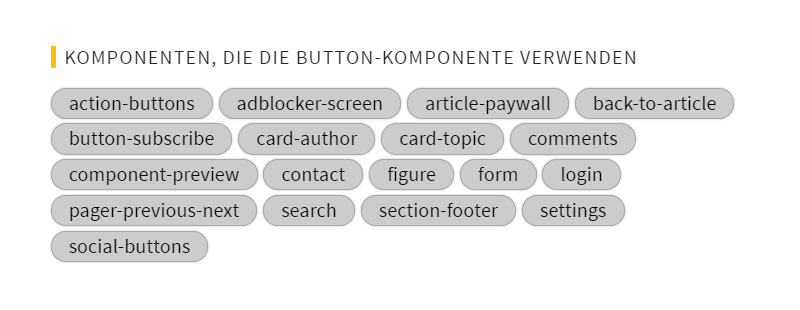 KOMPONENTEN, DIE DIE BUTTON-KOMPONENTE VERWENDEN
action-buttons adblocker-screen article-paywall back-to-article
button-subscribe card-author card-topic comments
component-preview contact figure form login
pager-previous-next search section-footer settings
social-buttons